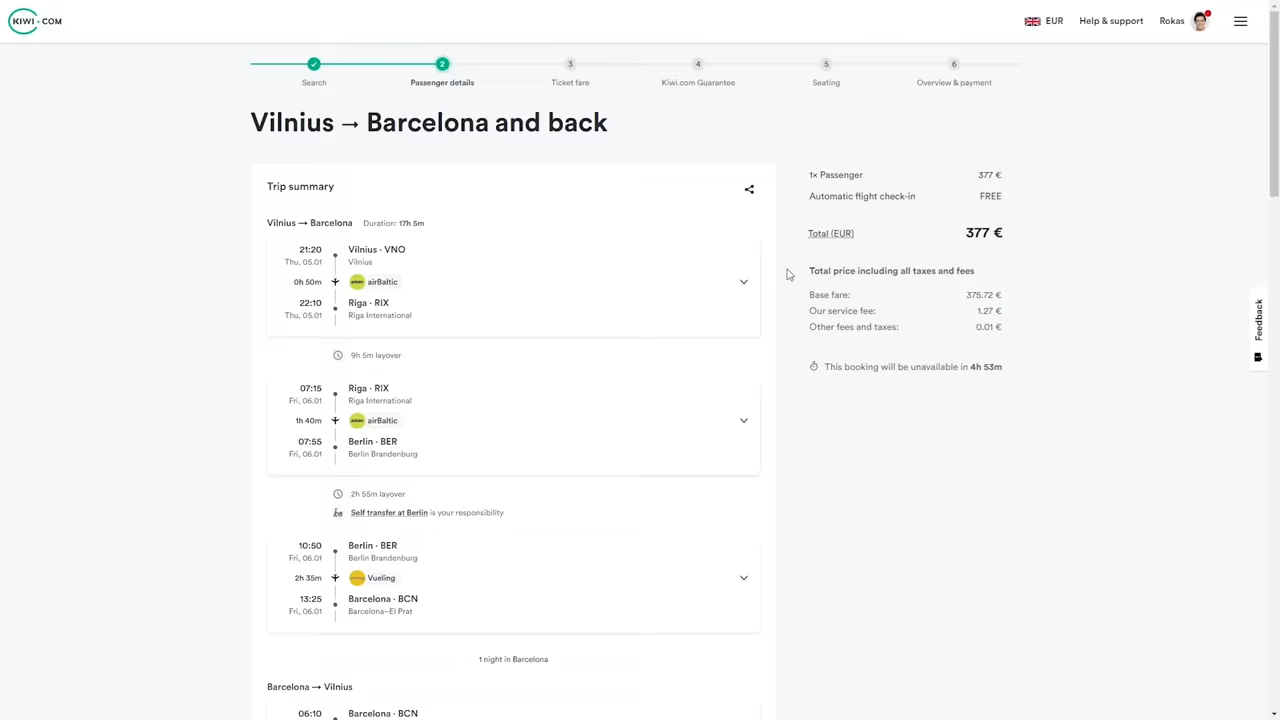 KIWI.COM
EUR
Help & support
Rokas
2
3
4
5
6
Search
Passenger details
Ticket fare
Kiwi.com Guarantee
Seating
Overview & payment
Vilnius → Barcelona and back
Trip summary
Vilnius → Barcelona Duration: 17h 5m
21:20 Vilnius · VNO
Thu, 05.01 Vilnius
0h 50m airBaltic
22:10 Riga · RIX
Thu, 05.01 Riga International
9h 5m layover
07:15 Riga · RIX
Fri, 06.01 Riga International
1h 40m airBaltic
07:55 Berlin · BER
Fri, 06.01 Berlin Brandenburg
2h 55m layover
Self transfer at Berlin is your responsibility
10:50 Berlin · BER
Fri, 06.01 Berlin Brandenburg
2h 35m Vueling
13:25 Barcelona · BCN
Fri, 06.01 Barcelona–El Prat
1 night in Barcelona
Barcelona → Vilnius
06:10 Barcelona · BCN
1× Passenger 377 €
Automatic flight check-in FREE
Total (EUR) 377 €
Total price including all taxes and fees
Base fare: 375.72 €
Our service fee: 1.27 €
Other fees and taxes: 0.01 €
This booking will be unavailable in 4h 53m
Feedback